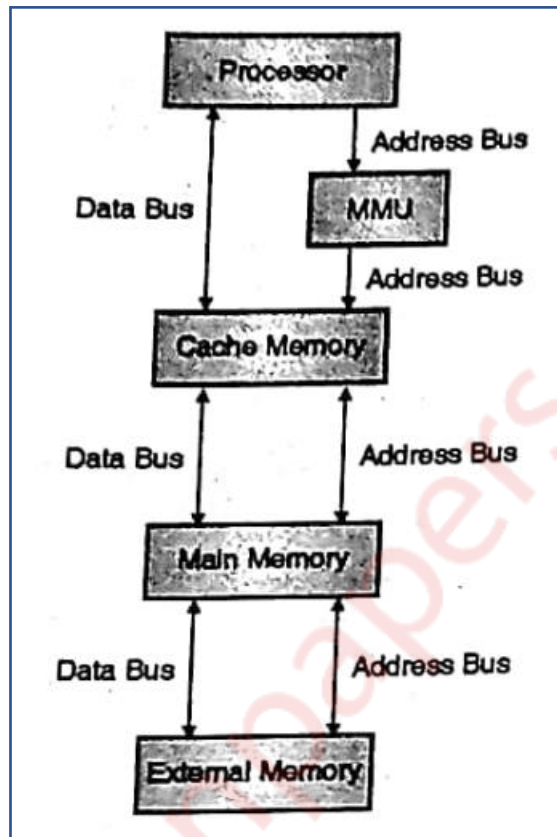 Processor
Address Bus
Data Bus
MMU
Address Bus
Cache Memory
Data Bus
Address Bus
Main Memory
Data Bus
Address Bus
External Memory
papers